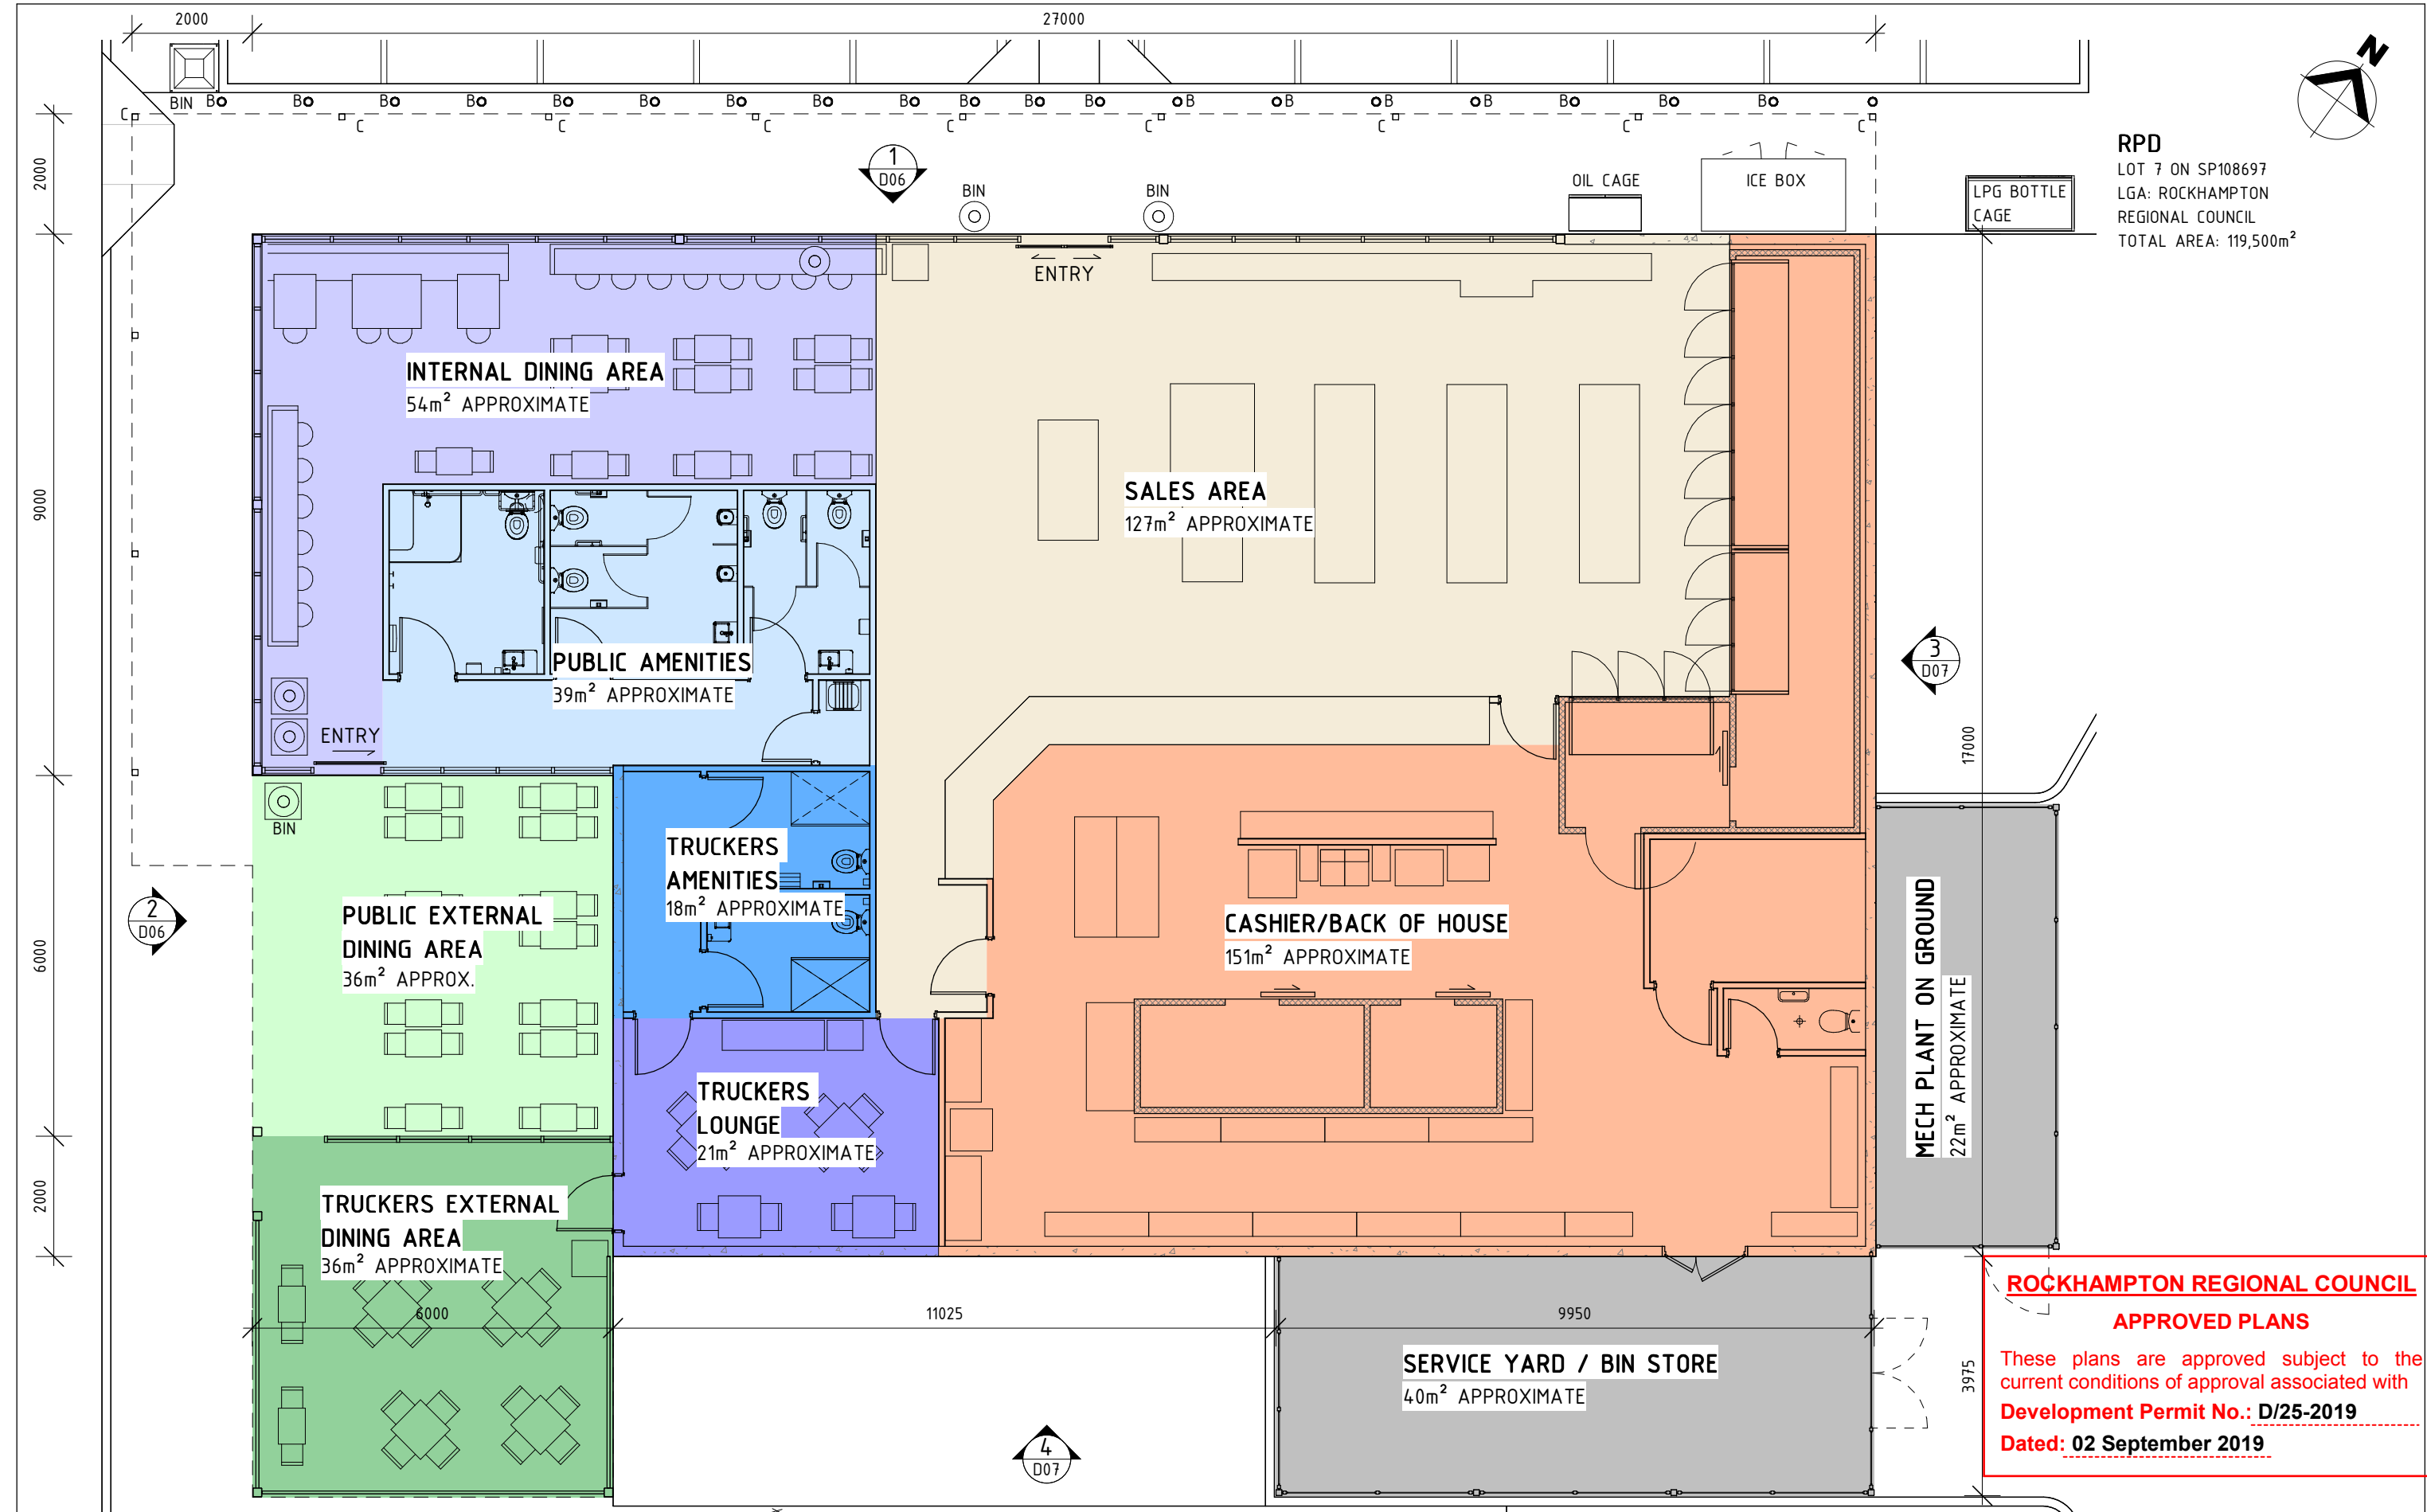 2000
27000
N
BIN
B B B B B B B B B B B B B B B B B B B
C C C C C C C C C
2000
1
D06
BIN
BIN
OIL CAGE
ICE BOX
LPG BOTTLE
CAGE
RPD
LOT 7 ON SP108697
LGA: ROCKHAMPTON
REGIONAL COUNCIL
TOTAL AREA: 119,500m²
ENTRY
INTERNAL DINING AREA
54m² APPROXIMATE
SALES AREA
127m² APPROXIMATE
9000
PUBLIC AMENITIES
39m² APPROXIMATE
ENTRY
3
D07
17000
BIN
TRUCKERS
AMENITIES
18m² APPROXIMATE
2
D06
6000
PUBLIC EXTERNAL
DINING AREA
36m² APPROX.
CASHIER/BACK OF HOUSE
151m² APPROXIMATE
MECH PLANT ON GROUND
22m² APPROXIMATE
TRUCKERS
LOUNGE
21m² APPROXIMATE
2000
TRUCKERS EXTERNAL
DINING AREA
36m² APPROXIMATE
6000
11025
9950
SERVICE YARD / BIN STORE
40m² APPROXIMATE
3975
4
D07
ROCKHAMPTON REGIONAL COUNCIL
APPROVED PLANS
These plans are approved subject to the
current conditions of approval associated with
Development Permit No.: D/25-2019
Dated: 02 September 2019